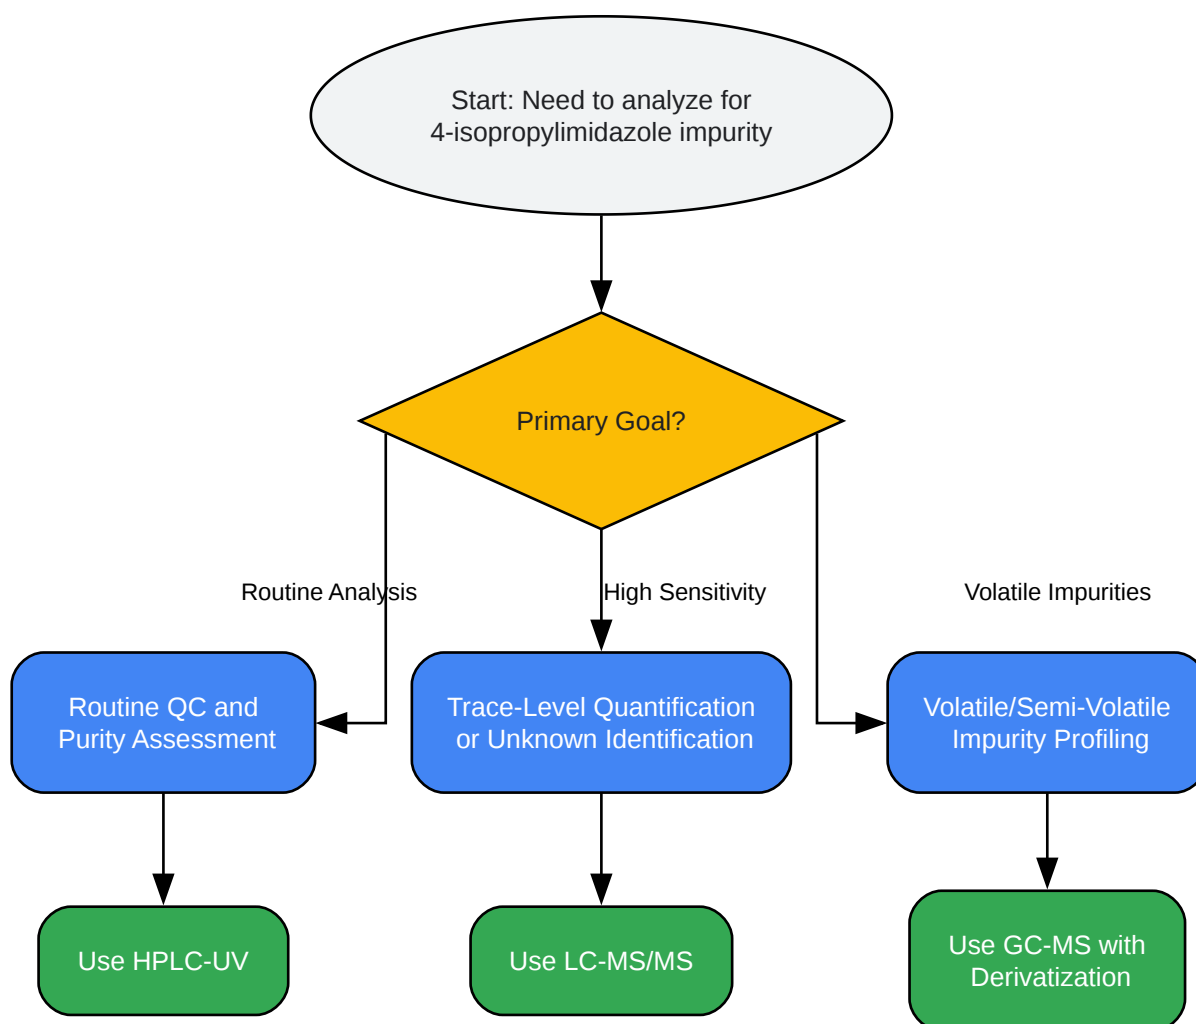 Start: Need to analyze for
4-isopropylimidazole impurity
Primary Goal?
Routine Analysis
High Sensitivity
Volatile Impurities
Routine QC and
Purity Assessment
Trace-Level Quantification
or Unknown Identification
Volatile/Semi-Volatile
Impurity Profiling
Use HPLC-UV
Use LC-MS/MS
Use GC-MS with
Derivatization